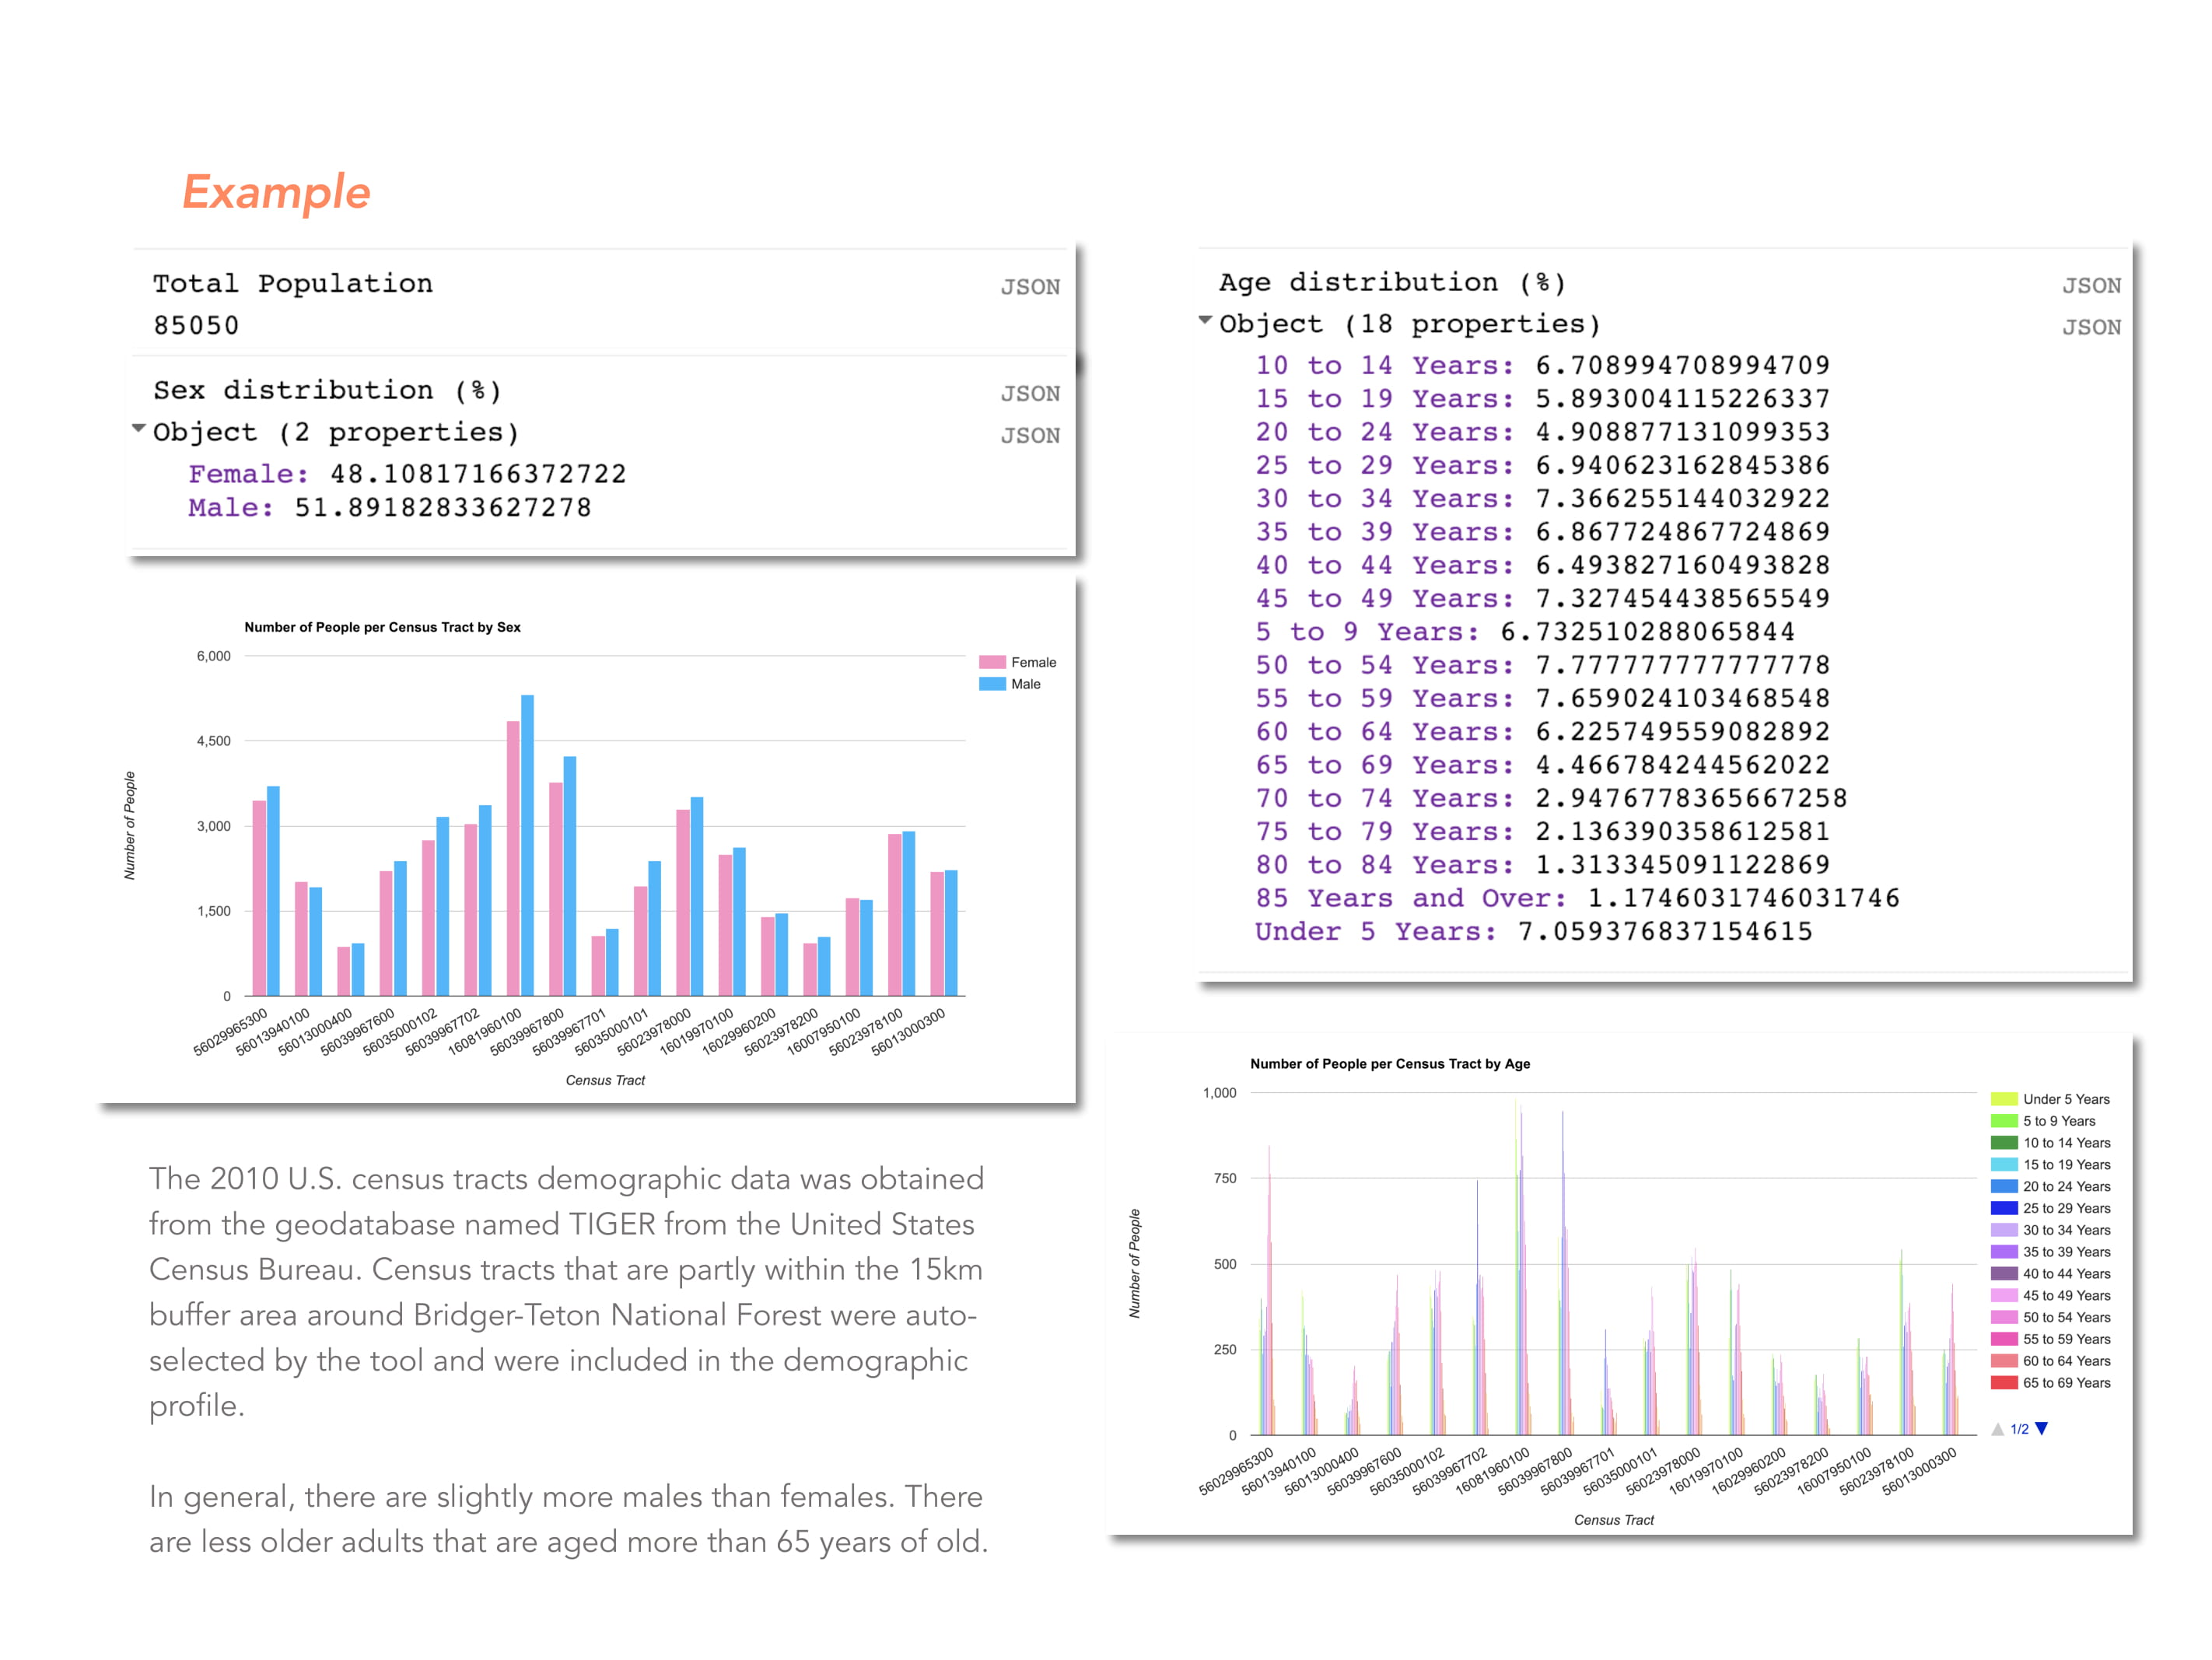 Example
Total Population JSON
85050
Sex distribution (%) JSON
Object (2 properties) JSON
Female: 48.10817166372722
Male: 51.89182833627278
Number of People per Census Tract by Sex
6,000
4,500
3,000
1,500
0
Number of People
Female
Male
56029965300
56013940100
56013000400
56039967600
56035000102
56039967702
16081960100
56039967800
56039967701
56035000101
56023978000
16019970100
16029960200
56023978200
16007950100
56023978100
56013000300
Census Tract
The 2010 U.S. census tracts demographic data was obtained
from the geodatabase named TIGER from the United States
Census Bureau. Census tracts that are partly within the 15km
buffer area around Bridger-Teton National Forest were auto-
selected by the tool and were included in the demographic
profile.
In general, there are slightly more males than females. There
are less older adults that are aged more than 65 years of old.
Age distribution (%) JSON
Object (18 properties) JSON
10 to 14 Years: 6.708994708994709
15 to 19 Years: 5.893004115226337
20 to 24 Years: 4.908877131099353
25 to 29 Years: 6.940623162845386
30 to 34 Years: 7.366255144032922
35 to 39 Years: 6.867724867724869
40 to 44 Years: 6.493827160493828
45 to 49 Years: 7.327454438565549
5 to 9 Years: 6.732510288065844
50 to 54 Years: 7.777777777777778
55 to 59 Years: 7.659024103468548
60 to 64 Years: 6.225749559082892
65 to 69 Years: 4.466784244562022
70 to 74 Years: 2.9476778365667258
75 to 79 Years: 2.136390358612581
80 to 84 Years: 1.313345091122869
85 Years and Over: 1.1746031746031746
Under 5 Years: 7.059376837154615
Number of People per Census Tract by Age
1,000
750
500
250
0
Number of People
Under 5 Years
5 to 9 Years
10 to 14 Years
15 to 19 Years
20 to 24 Years
25 to 29 Years
30 to 34 Years
35 to 39 Years
40 to 44 Years
45 to 49 Years
50 to 54 Years
55 to 59 Years
60 to 64 Years
65 to 69 Years
1/2
56029965300
56013940100
56013000400
56039967600
56035000102
56039967702
16081960100
56039967800
56039967701
56035000101
56023978000
16019970100
16029960200
56023978200
16007950100
56023978100
56013000300
Census Tract